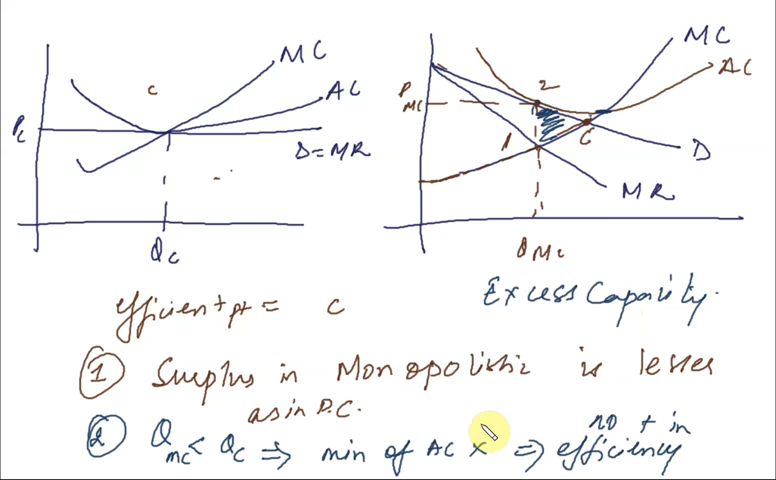 MC
AC
c
Pc
D=MR
Qc
MC
AC
P MC
2
1
C
D
MR
QMC
efficient pt = c
Excess Capacity.
① Surplus in Monopolistic is lesser
as in P.C.
no + in
② Qmc < Qc ⇒ min of AC x ⇒ efficiency